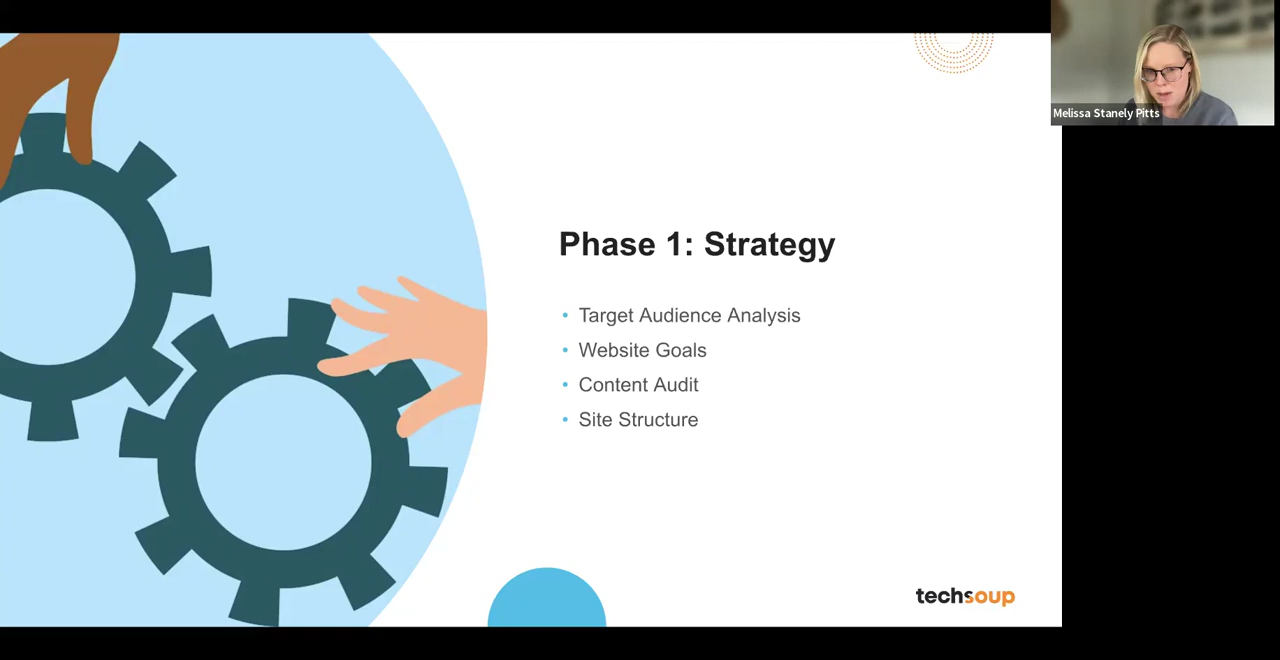 Melissa Stanely Pitts
Phase 1: Strategy
• Target Audience Analysis
• Website Goals
• Content Audit
• Site Structure
techsoup